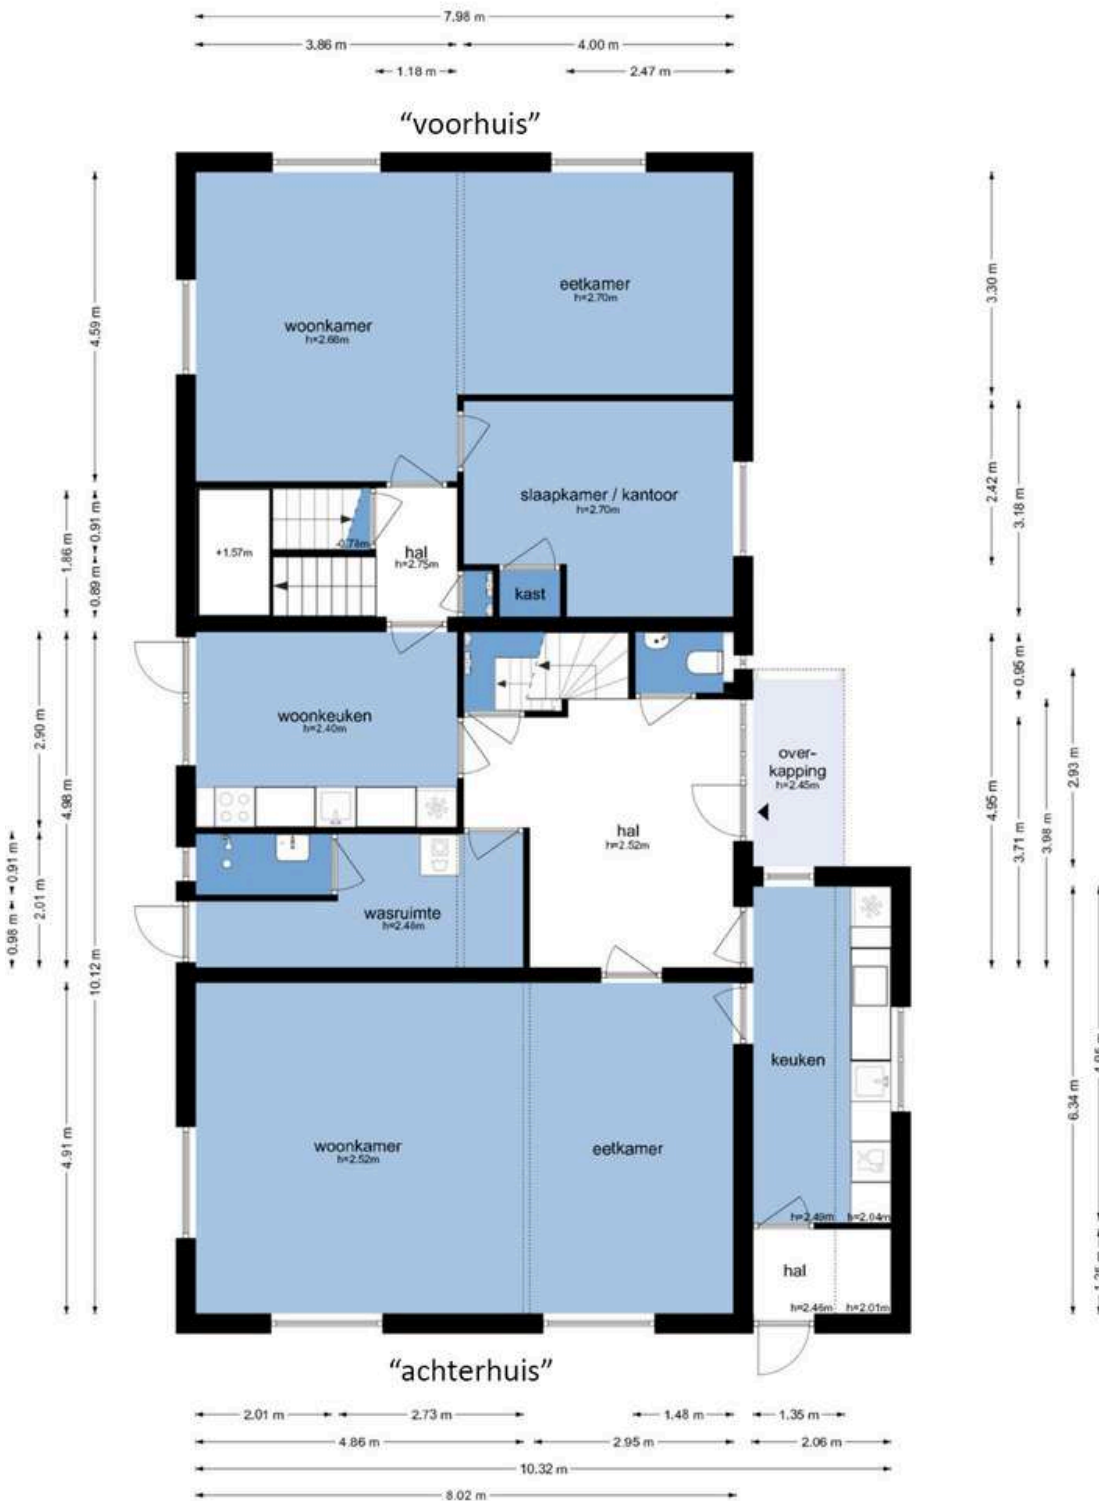 7.98 m
3.86 m
4.00 m
1.18 m
2.47 m
“voorhuis”
eetkamer
h=2.70m
woonkamer
h=2.66m
4.59 m
3.30 m
slaapkamer / kantoor
h=2.70m
2.42 m
3.18 m
+1.57m
hal
h=2.75m
kast
1.86 m
0.91 m
0.89 m
woonkeuken
h=2.40m
2.90 m
4.98 m
10.12 m
0.95 m
over-
kapping
h=2.45m
2.93 m
4.95 m
3.71 m
3.98 m
hal
h=2.52m
wasruimte
h=2.46m
0.91 m
0.98 m
2.01 m
keuken
woonkamer
h=2.52m
eetkamer
4.91 m
6.34 m
h=2.49m
h=2.04m
hal
h=2.46m
h=2.01m
“achterhuis”
2.01 m
2.73 m
1.48 m
1.35 m
4.86 m
2.95 m
2.06 m
10.32 m
8.02 m